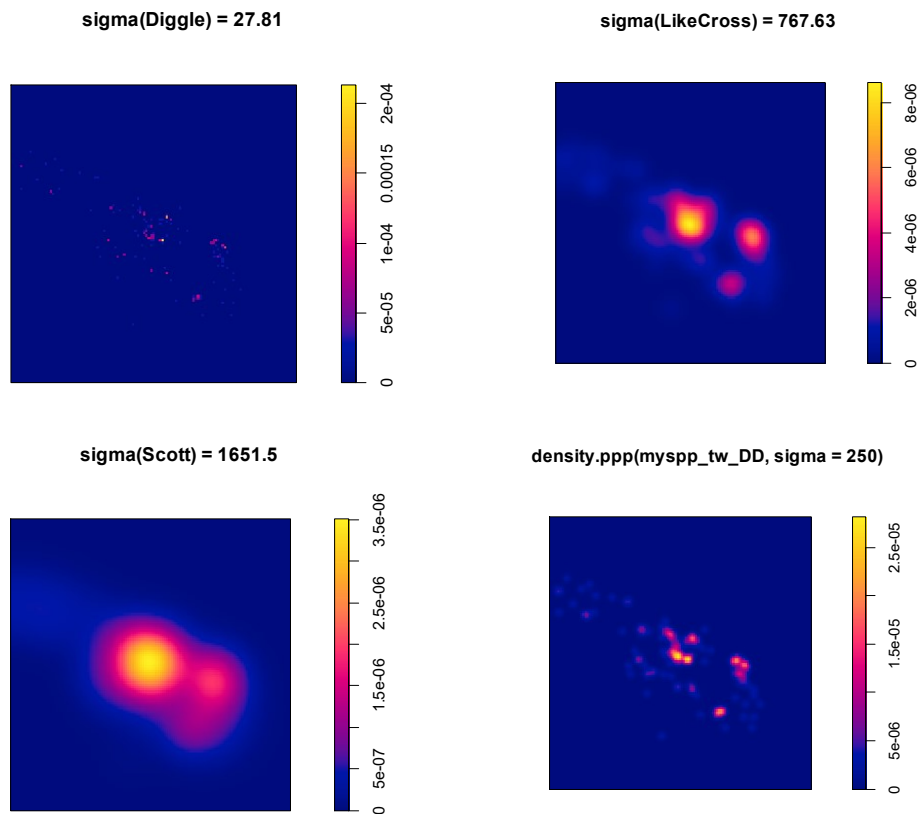 sigma(Diggle) = 27.81
2e-04
0.00015
1e-04
5e-05
0
sigma(LikeCross) = 767.63
8e-06
6e-06
4e-06
2e-06
0
sigma(Scott) = 1651.5
3.5e-06
2.5e-06
1.5e-06
5e-07
0
density.ppp(myspp_tw_DD, sigma = 250)
2.5e-05
1.5e-05
5e-06
0